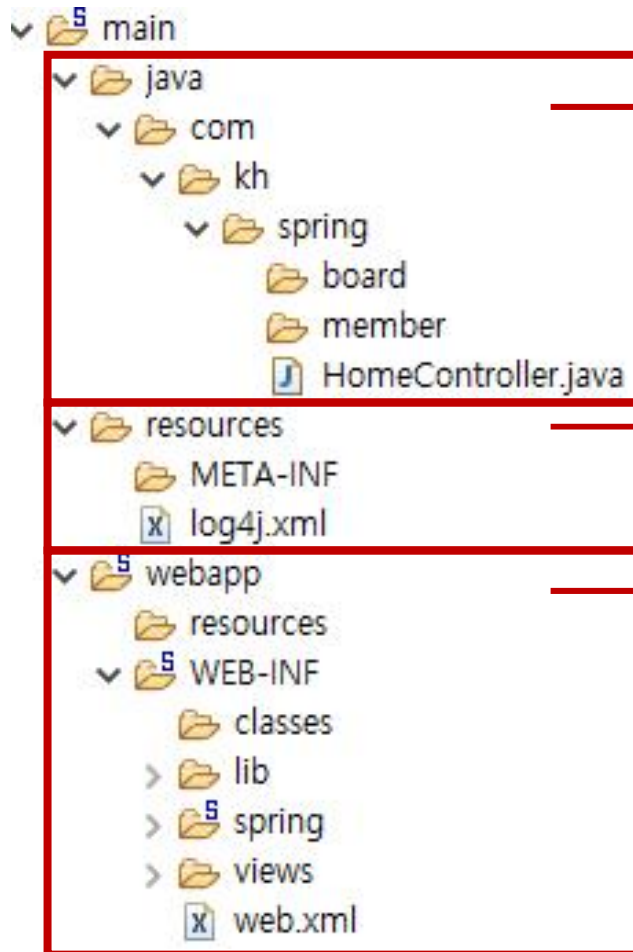 main
java
com
kh
spring
board
member
HomeController.java
resources
META-INF
log4j.xml
webapp
resources
WEB-INF
classes
lib
spring
views
web.xml